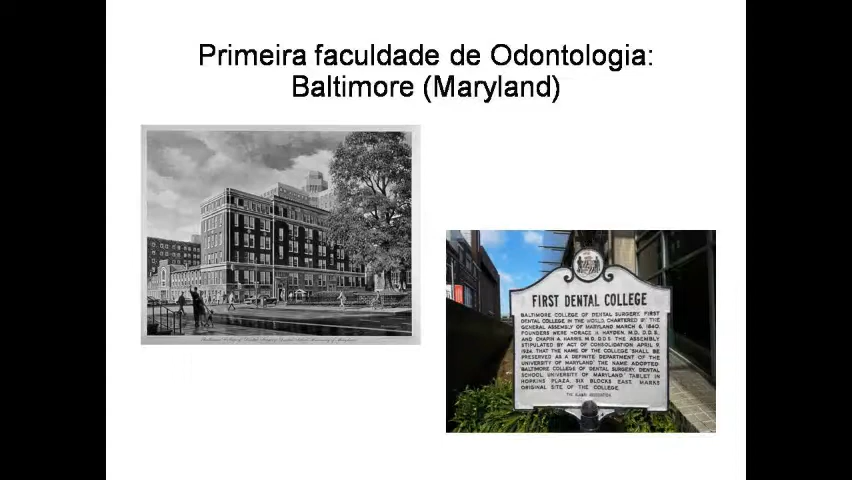 Primeira faculdade de Odontologia:
Baltimore (Maryland)
FIRST DENTAL COLLEGE
BALTIMORE COLLEGE OF DENTAL SURGERY, FIRST
DENTAL COLLEGE IN THE WORLD, CHARTERED BY THE
GENERAL ASSEMBLY OF MARYLAND MARCH 6, 1840.
FOUNDERS WERE HORACE H. HAYDEN, M.D., D.D.S.
AND CHAPIN A. HARRIS, M.D., D.D.S. THE ASSEMBLY
STIPULATED BY ACT OF CONSOLIDATION APRIL 9,
1924, THAT THE NAME OF THE COLLEGE "SHALL BE
PRESERVED AS A DEFINITE DEPARTMENT OF THE
UNIVERSITY OF MARYLAND." THE NAME ADOPTED:
BALTIMORE COLLEGE OF DENTAL SURGERY, DENTAL
SCHOOL, UNIVERSITY OF MARYLAND." TABLET IN
HOPKINS PLAZA, SIX BLOCKS EAST, MARKS
ORIGINAL SITE OF THE COLLEGE.